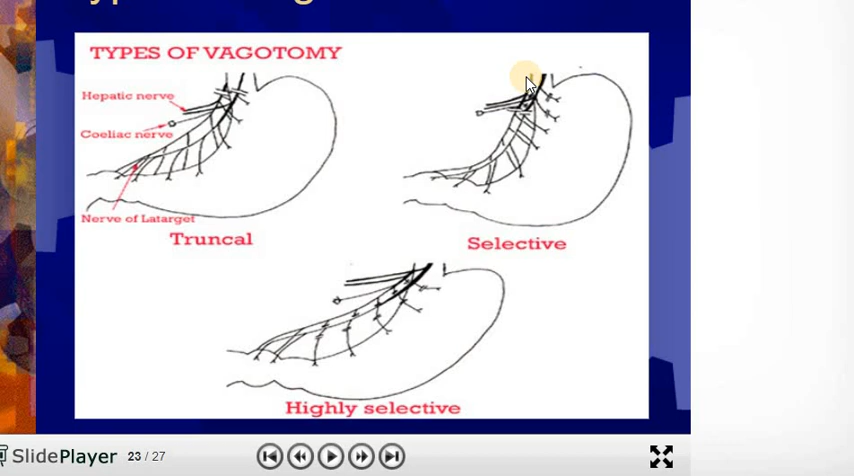 TYPES OF VAGOTOMY
Hepatic nerve
Coeliac nerve
Nerve of Latarget
Truncal
Selective
Highly selective
SlidePlayer 23 / 27